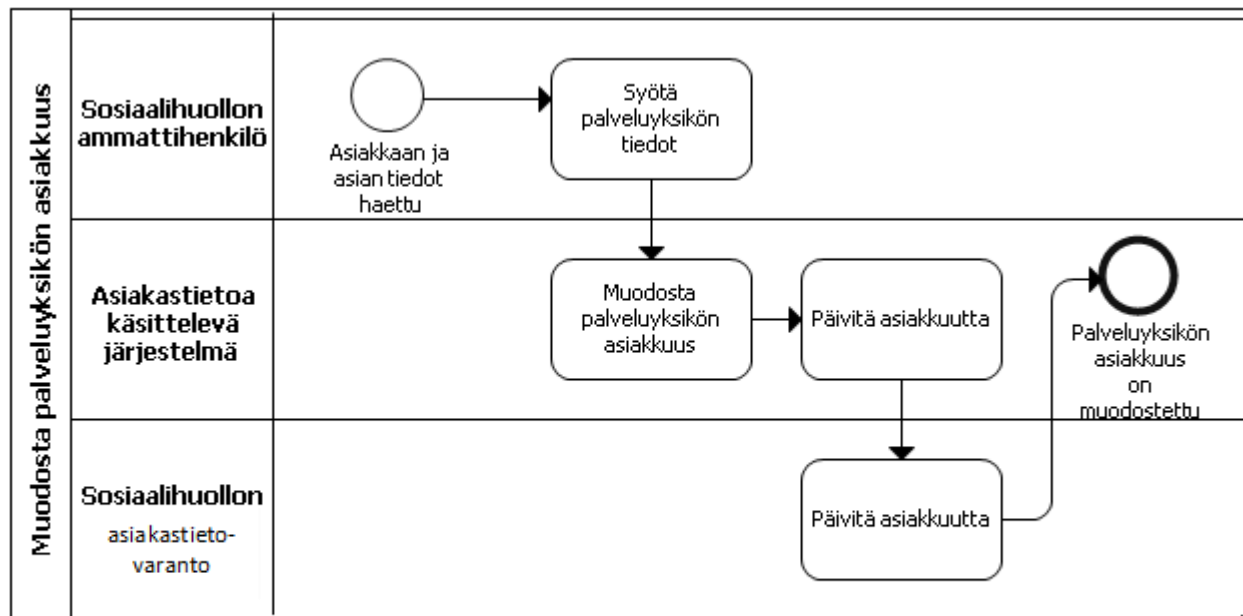 Muodosta palveluyksikön asiakkuus
Sosiaalihuollon
ammattihenkilö
Asiakkaan ja
asian tiedot
haettu
Syötä
palveluyksikön
tiedot
Asiakastietoa
käsittelevä
järjestelmä
Muodosta
palveluyksikön
asiakkuus
Päivitä asiakkuutta
Palveluyksikön
asiakkuus
on
muodostettu
Sosiaalihuollon
asiakastieto-
varanto
Päivitä asiakkuutta